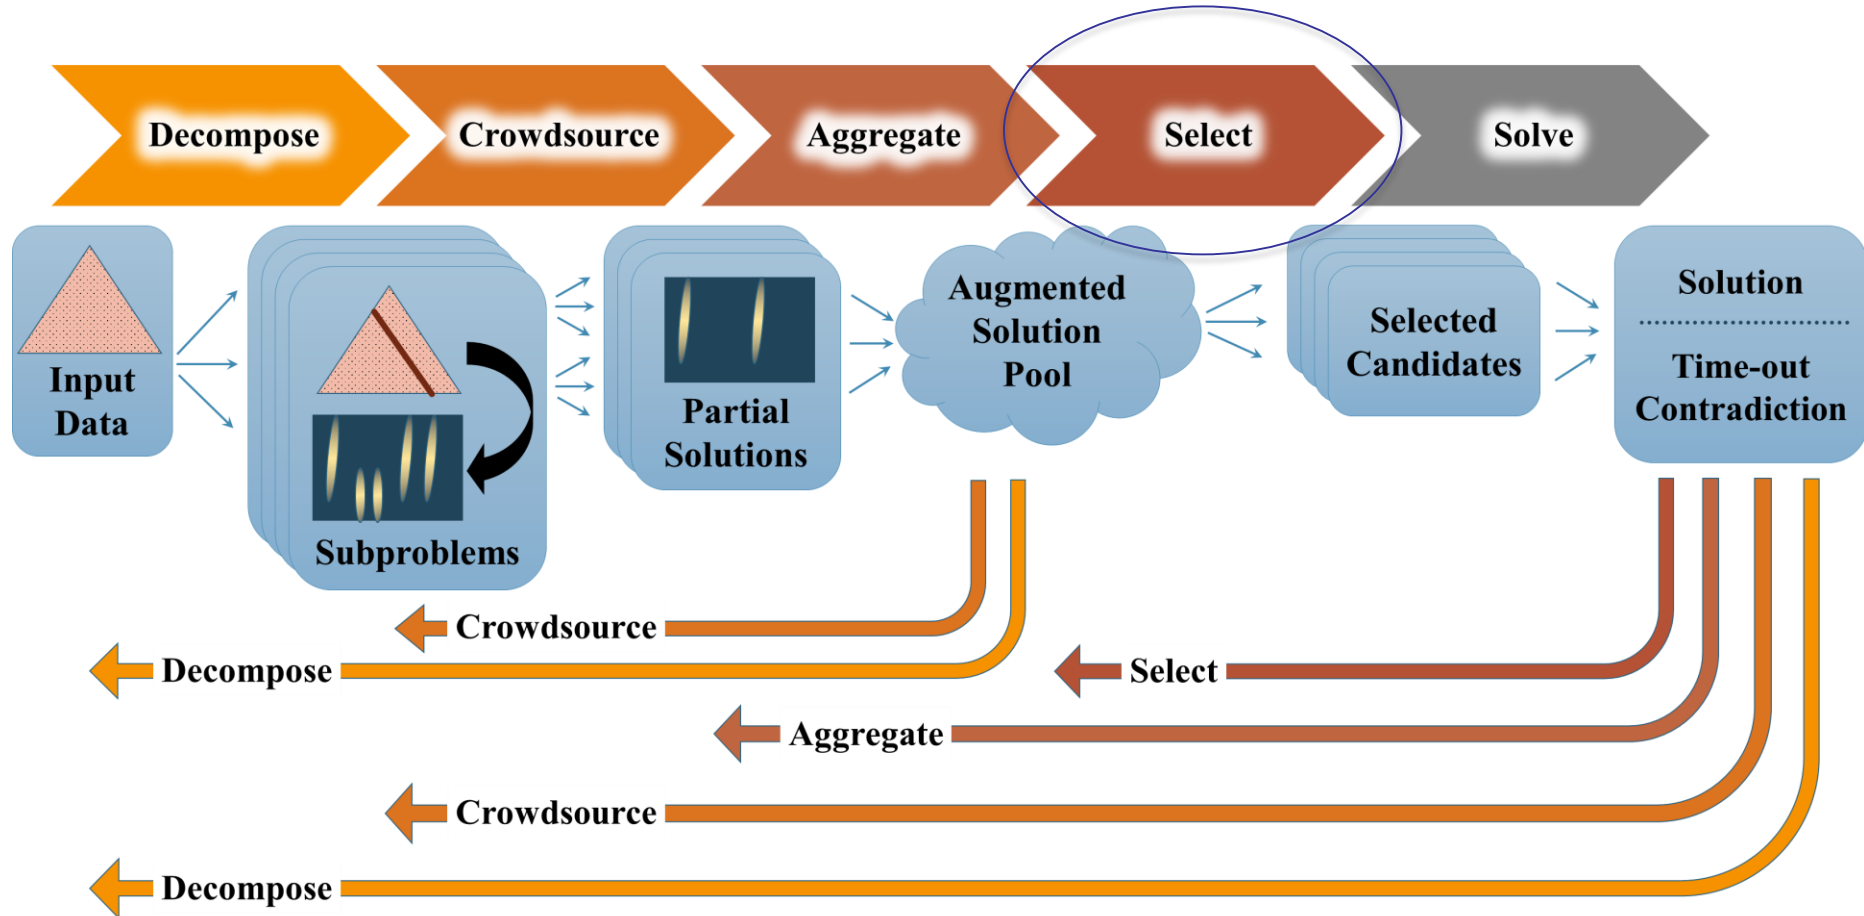 Decompose
Crowdsource
Aggregate
Select
Solve
Input
Data
Subproblems
Partial
Solutions
Augmented
Solution
Pool
Selected
Candidates
Solution
Time-out
Contradiction
Crowdsource
Decompose
Select
Aggregate
Crowdsource
Decompose